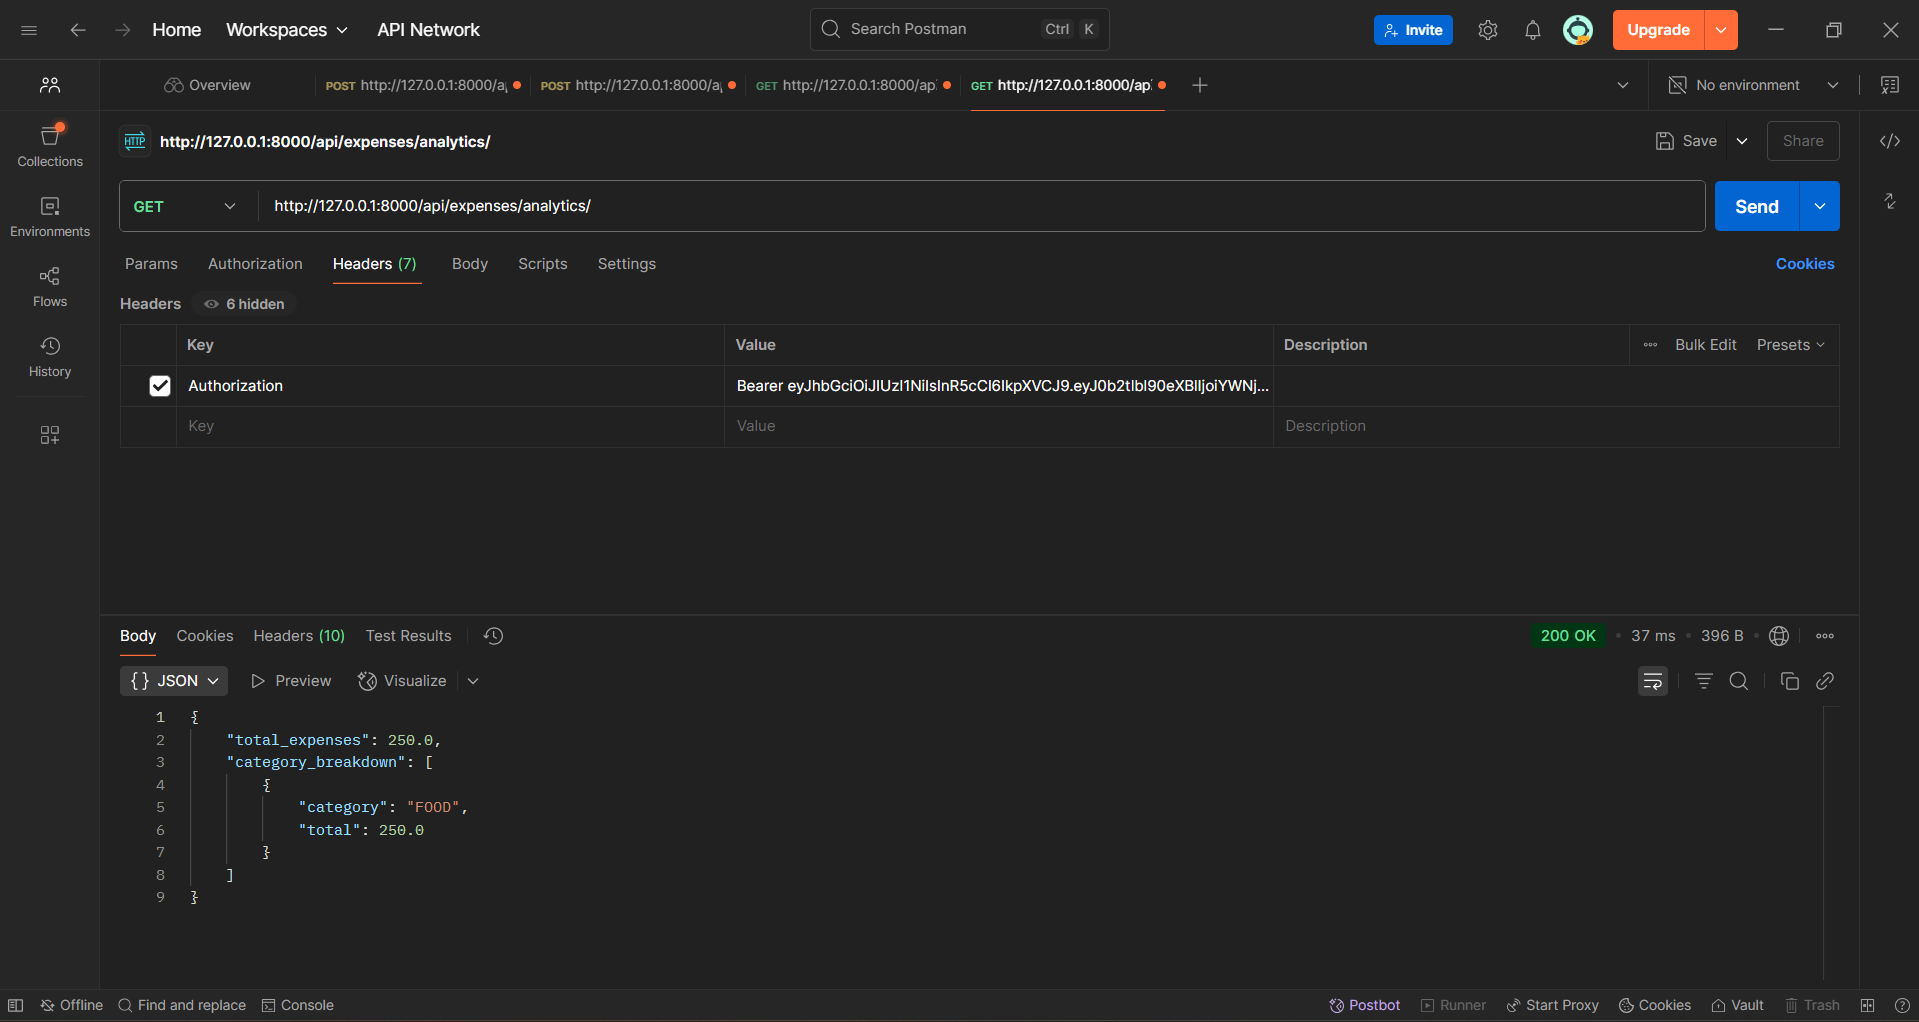 Home Workspaces API Network Search Postman Ctrl K Invite Upgrade
Overview POST http://127.0.0.1:8000/a POST http://127.0.0.1:8000/a GET http://127.0.0.1:8000/api GET http://127.0.0.1:8000/ap No environment
HTTP http://127.0.0.1:8000/api/expenses/analytics/ Save Share
Collections
GET http://127.0.0.1:8000/api/expenses/analytics/ Send
Environments
Params Authorization Headers (7) Body Scripts Settings Cookies
Flows
Headers 6 hidden
Key Value Description Bulk Edit Presets
History
Authorization Bearer eyJhbGciOiJIUzI1NiIsInR5cCI6IkpXVCJ9.eyJ0b2tlbl90eXBlIjoiYWNj...
Key Value Description
Body Cookies Headers (10) Test Results 200 OK 37 ms 396 B
{} JSON Preview Visualize
1 {
2 "total_expenses": 250.0,
3 "category_breakdown": [
4 {
5 "category": "FOOD",
6 "total": 250.0
7 }
8 ]
9 }
Offline Find and replace Console Postbot Runner Start Proxy Cookies Vault Trash